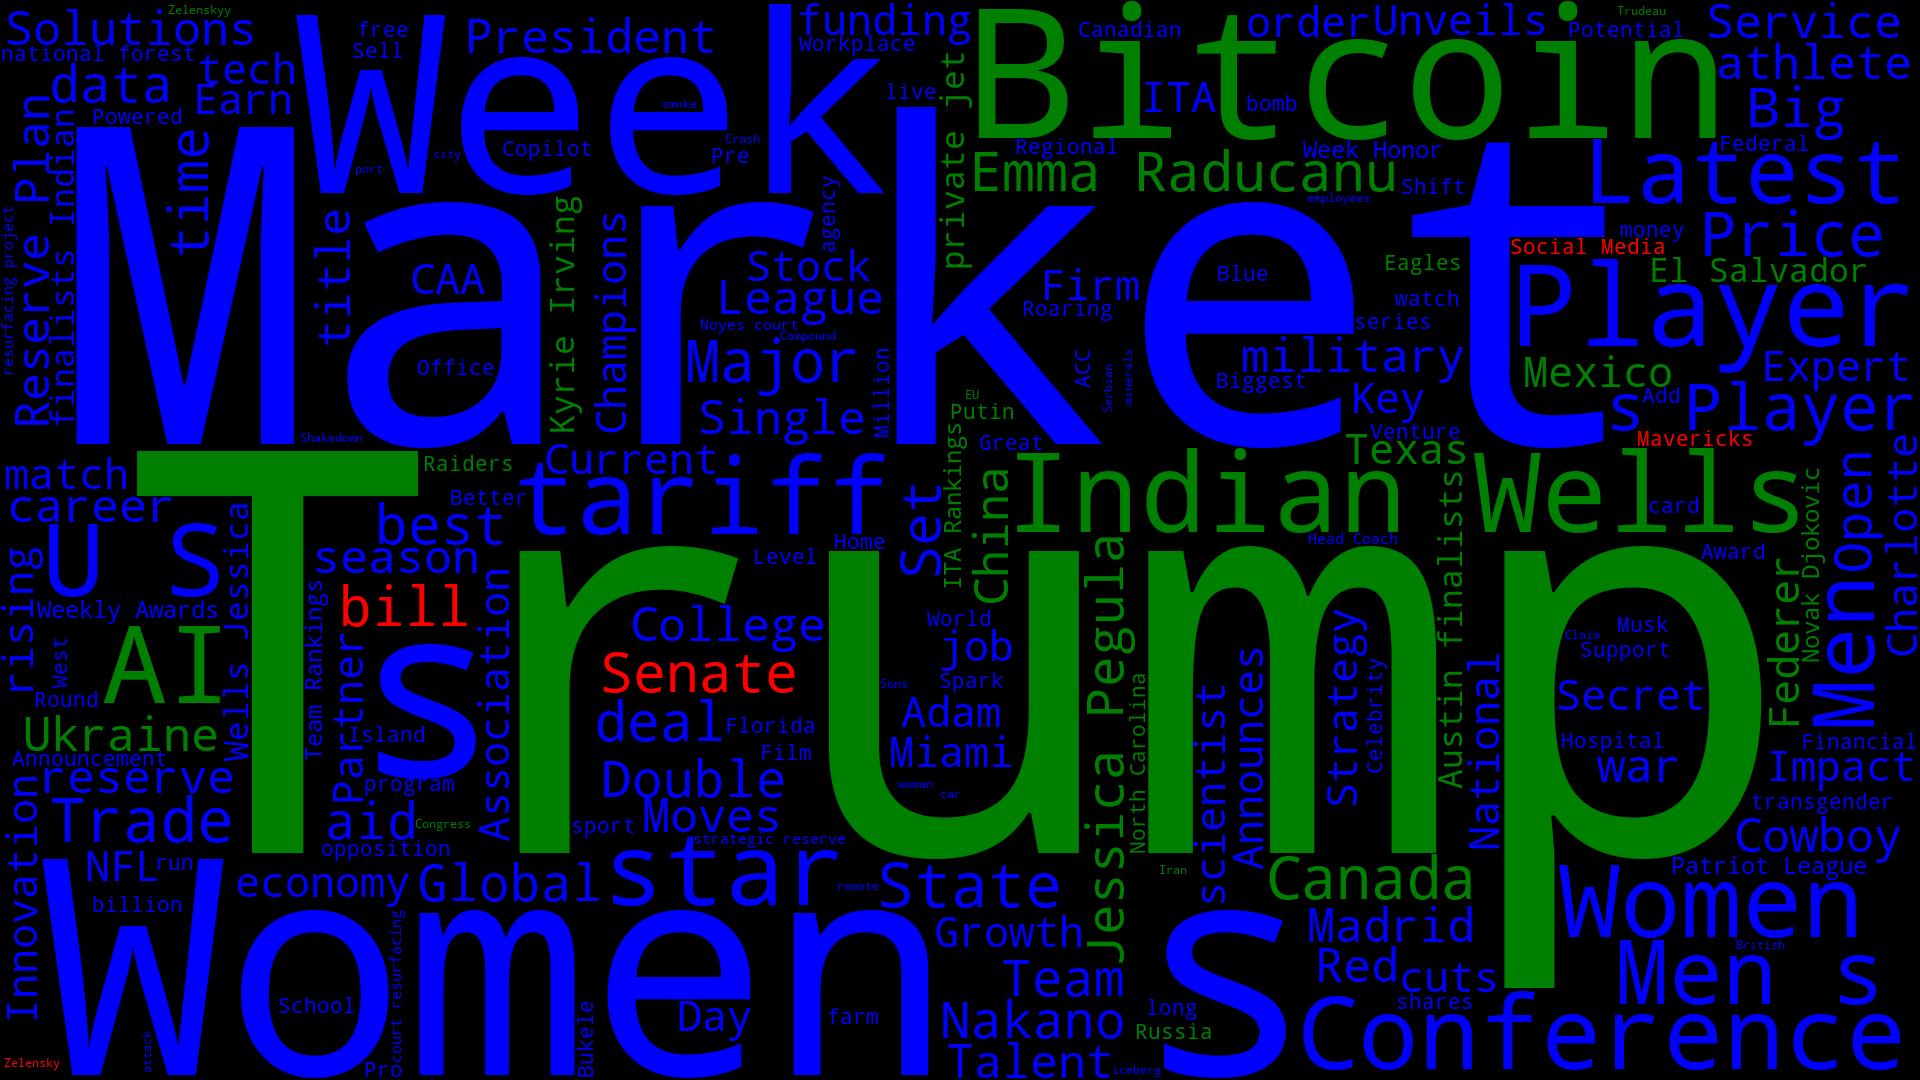 Zelenskyy
Solutions
national forest
data
tech
Earn
Powered
free
Sell
Week
President
funding
Workplace
live
smoke
Crash
Pre
Copilot
city
port
Bitcoin
Canadian
order
Unveils
Potential
Trudeau
Service
athlete
ITA
bomb
Big
Federal
private jet
Regional
Emma Raducanu
Week Honor
Shift
employees
Latest
Reserve Plan
finalists Indian
resurfacing project
time
title
Market
CAA
Office
Kyrie Irving
Champions
agency
Stock
League
Noyes court
Compound
Major
Single
Million
Firm
Roaring
Blue
Biggest
military
ACC
Serbian
minerals
Eagles
watch
series
Key
Venture
money
Price
Social Media
El Salvador
Player
Mexico
Expert
s
Add
Player
Mavericks
Texas
EU
Putin
Great
Shakedown
match
career
Raiders
Current
Better
tariff
best
season
Set
Home
Level
ITA Rankings
China
Indian Wells
card
Head Coach
Award
Open
Charlotte
Novak Djokovic
Federer
Men
U S
rising
Weekly Awards
West
Round
AI
Ukraine
Announcement
Wells Jessica
Team Rankings
bill
Partner
s
Island
program
Association
Trump
College
Senate
deal
Florida
Film
Double
Moves
sport
strategic reserve
World
job
Spark
Sons
Adam
Miami
woman
car
Jessica Pegula
North Carolina
scientist
Announces
Strategy
Celebrity
Austin finalists
National
Musk
Claim
Support
Secret
Hospital
war
Financial
Impact
transgender
Cowboy
Patriot League
reserve
Trade
aid
Congress
opposition
Innovation
NFL
run
billion
economy
Global
star
remote
State
Iran
Canada
Women s
School
Procourt resurfacing
Bukele
Day
farm
Growth
Team
Nakano
Talent
iceberg
long
Russia
Madrid
Red
cuts
shares
Women
British
Men s
Conference
Zelensky
attack